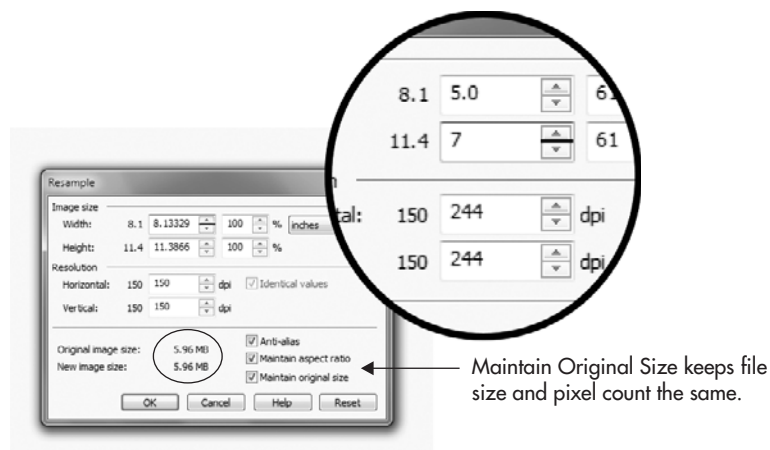 8.1 5.0 61
11.4 7 61
150 244 dpi
150 244 dpi
Resample
Image size
Width: 8.1 8.13329 100 % inches
Height: 11.4 11.3866 100 %
Resolution
Horizontal: 150 150 dpi Identical values
Vertical: 150 150 dpi
Original image size: 5.96 MB
New image size: 5.96 MB
Anti-alias
Maintain aspect ratio
Maintain original size
OK Cancel Help Reset
Maintain Original Size keeps file
size and pixel count the same.